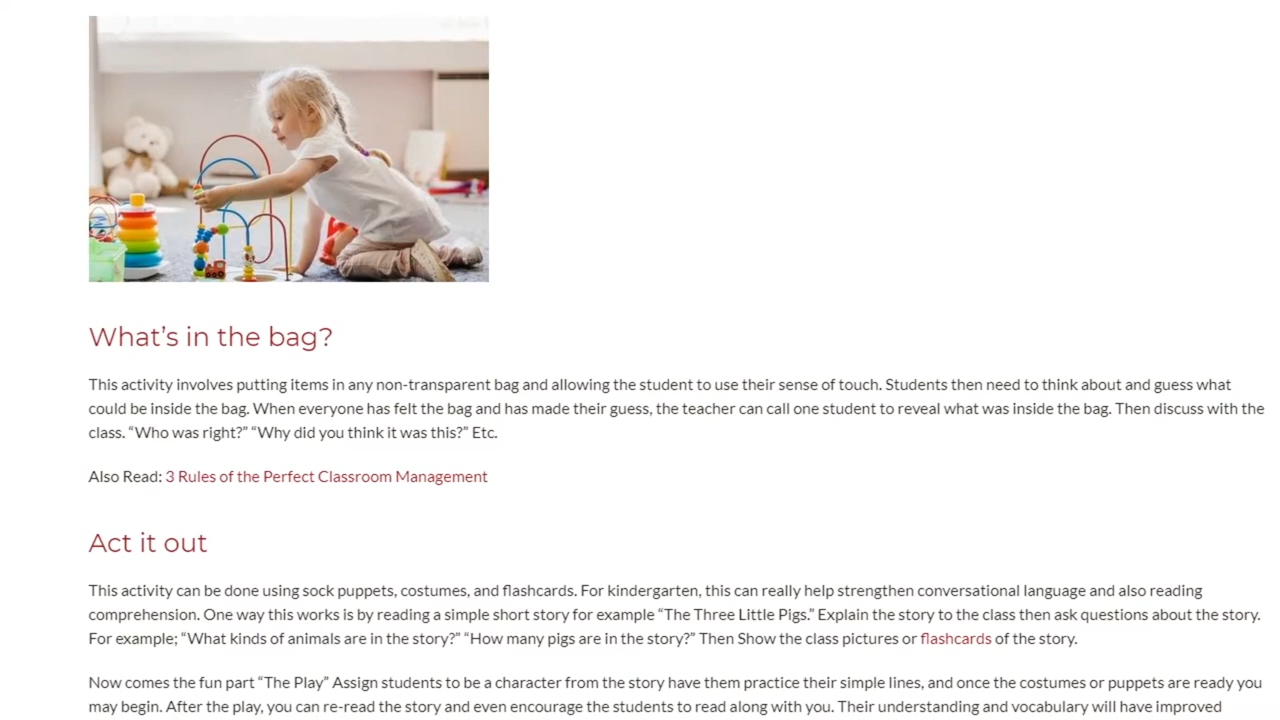 What’s in the bag?
This activity involves putting items in any non-transparent bag and allowing the student to use their sense of touch. Students then need to think about and guess what
could be inside the bag. When everyone has felt the bag and has made their guess, the teacher can call one student to reveal what was inside the bag. Then discuss with the
class. “Who was right?” “Why did you think it was this?” Etc.
Also Read: 3 Rules of the Perfect Classroom Management
Act it out
This activity can be done using sock puppets, costumes, and flashcards. For kindergarten, this can really help strengthen conversational language and also reading
comprehension. One way this works is by reading a simple short story for example “The Three Little Pigs.” Explain the story to the class then ask questions about the story.
For example; “What kinds of animals are in the story?” “How many pigs are in the story?” Then Show the class pictures or flashcards of the story.
Now comes the fun part “The Play” Assign students to be a character from the story have them practice their simple lines, and once the costumes or puppets are ready you
may begin. After the play, you can re-read the story and even encourage the students to read along with you. Their understanding and vocabulary will have improved